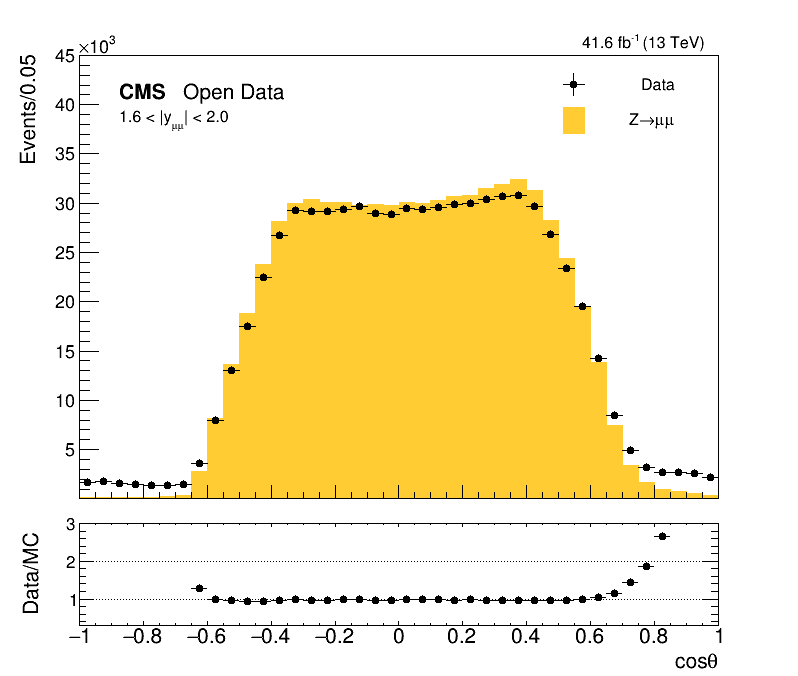 41.6 fb⁻¹ (13 TeV)
×10³
Events/0.05
45
40
35
30
25
20
15
10
5
CMS Open Data
1.6 < |y_μμ| < 2.0
Data
Z→μμ
Data/MC
3
2
1
−1 −0.8 −0.6 −0.4 −0.2 0 0.2 0.4 0.6 0.8 1
cosθ